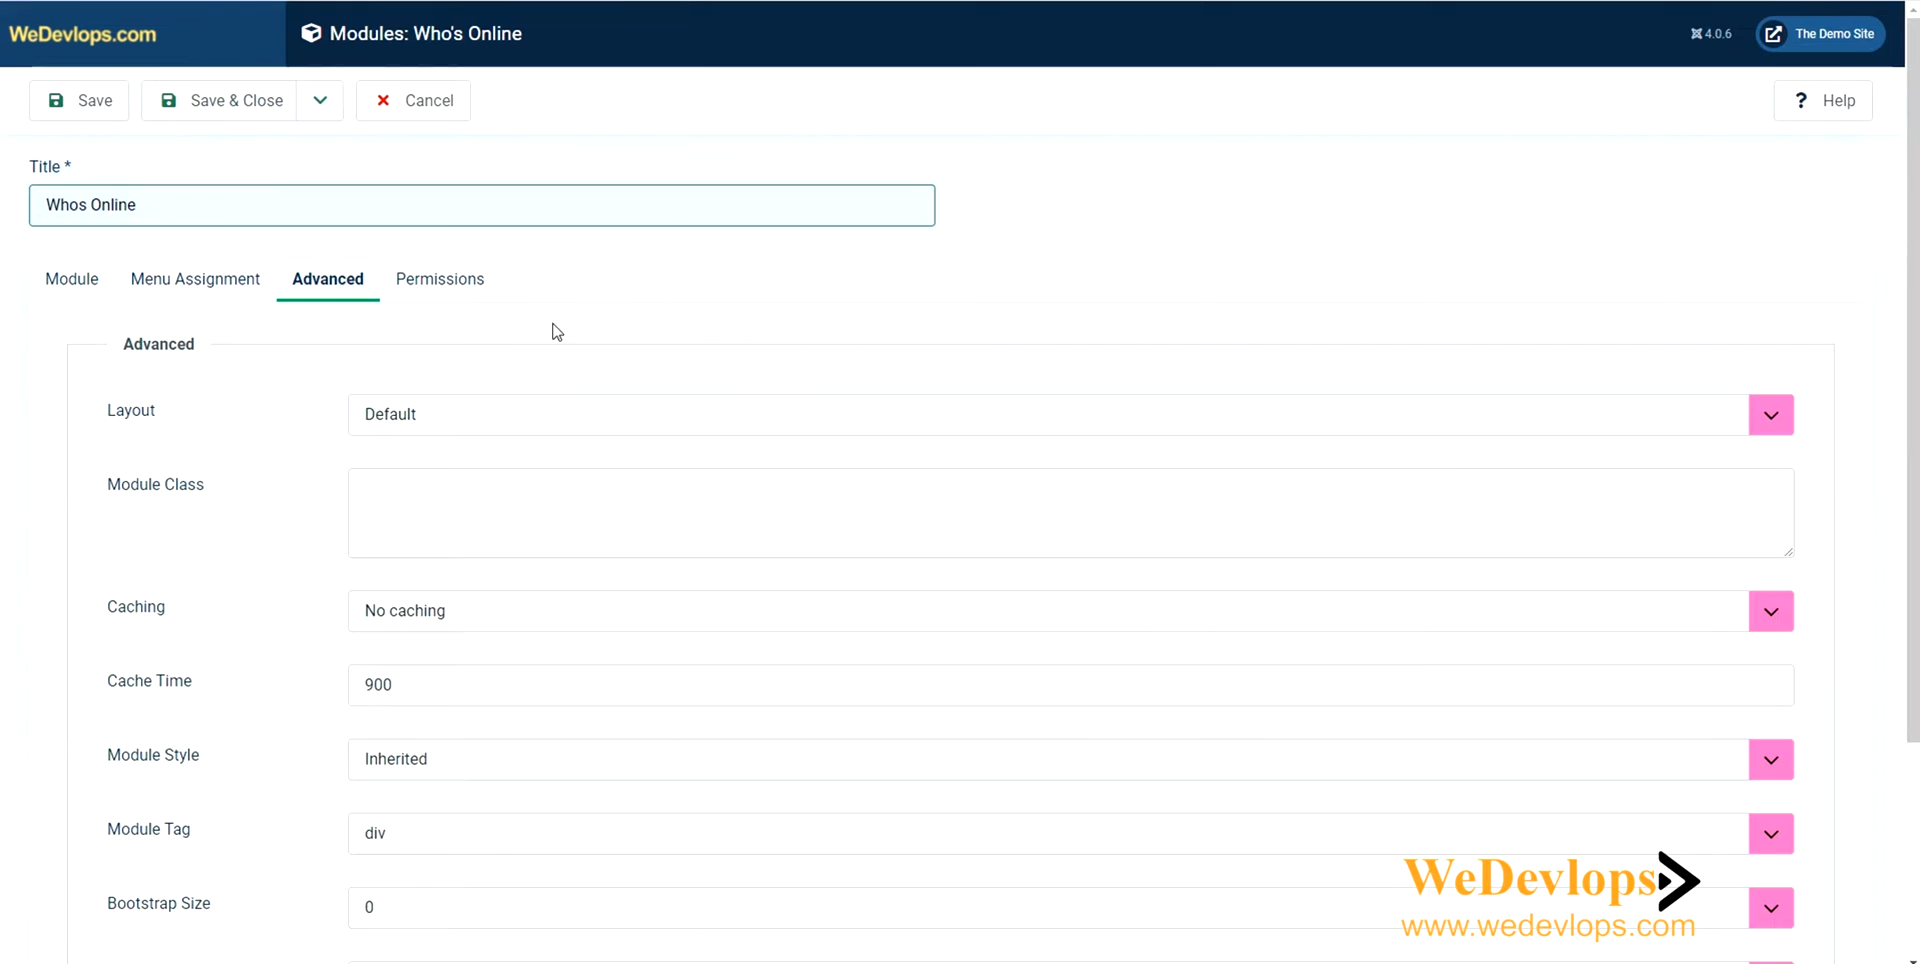 WeDevlops.com
Modules: Who's Online
4.0.6
The Demo Site
Save
Save & Close
Cancel
? Help
Title *
Whos Online
Module
Menu Assignment
Advanced
Permissions
Advanced
Layout
Default
Module Class
Caching
No caching
Cache Time
900
Module Style
Inherited
Module Tag
div
Bootstrap Size
0
WeDevlops
www.wedevlops.com